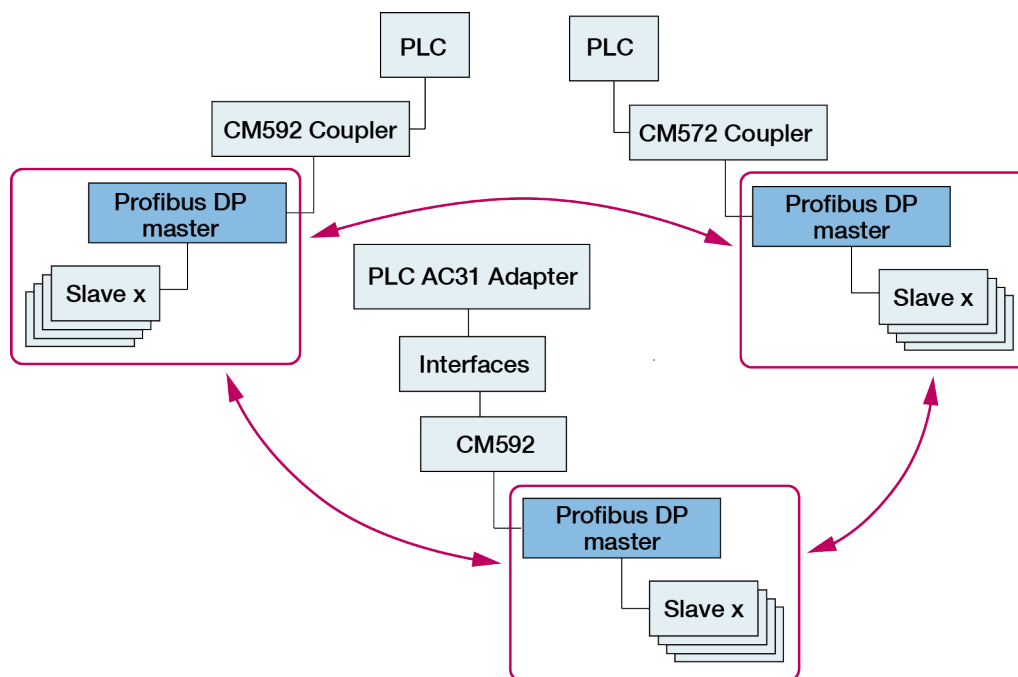 PLC
PLC
CM592 Coupler
CM572 Coupler
Profibus DP
master
Profibus DP
master
Slave x
PLC AC31 Adapter
Slave x
Interfaces
CM592
Profibus DP
master
Slave x